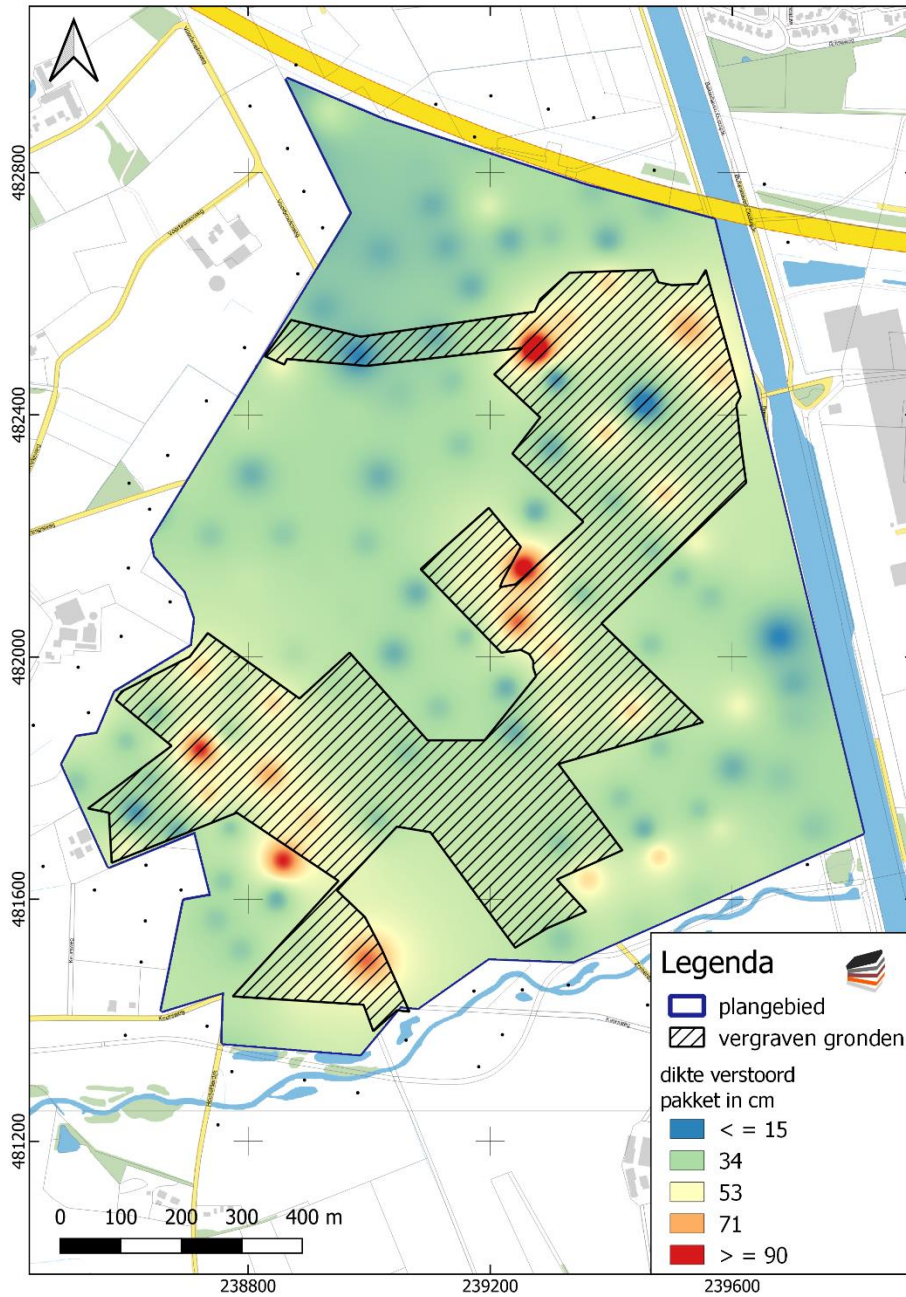 482800
482400
482000
481600
481200
Legenda
plangebied
vergraven gronden
dikte verstoord
pakket in cm
< = 15
34
53
71
> = 90
0 100 200 300 400 m
238800 239200 239600